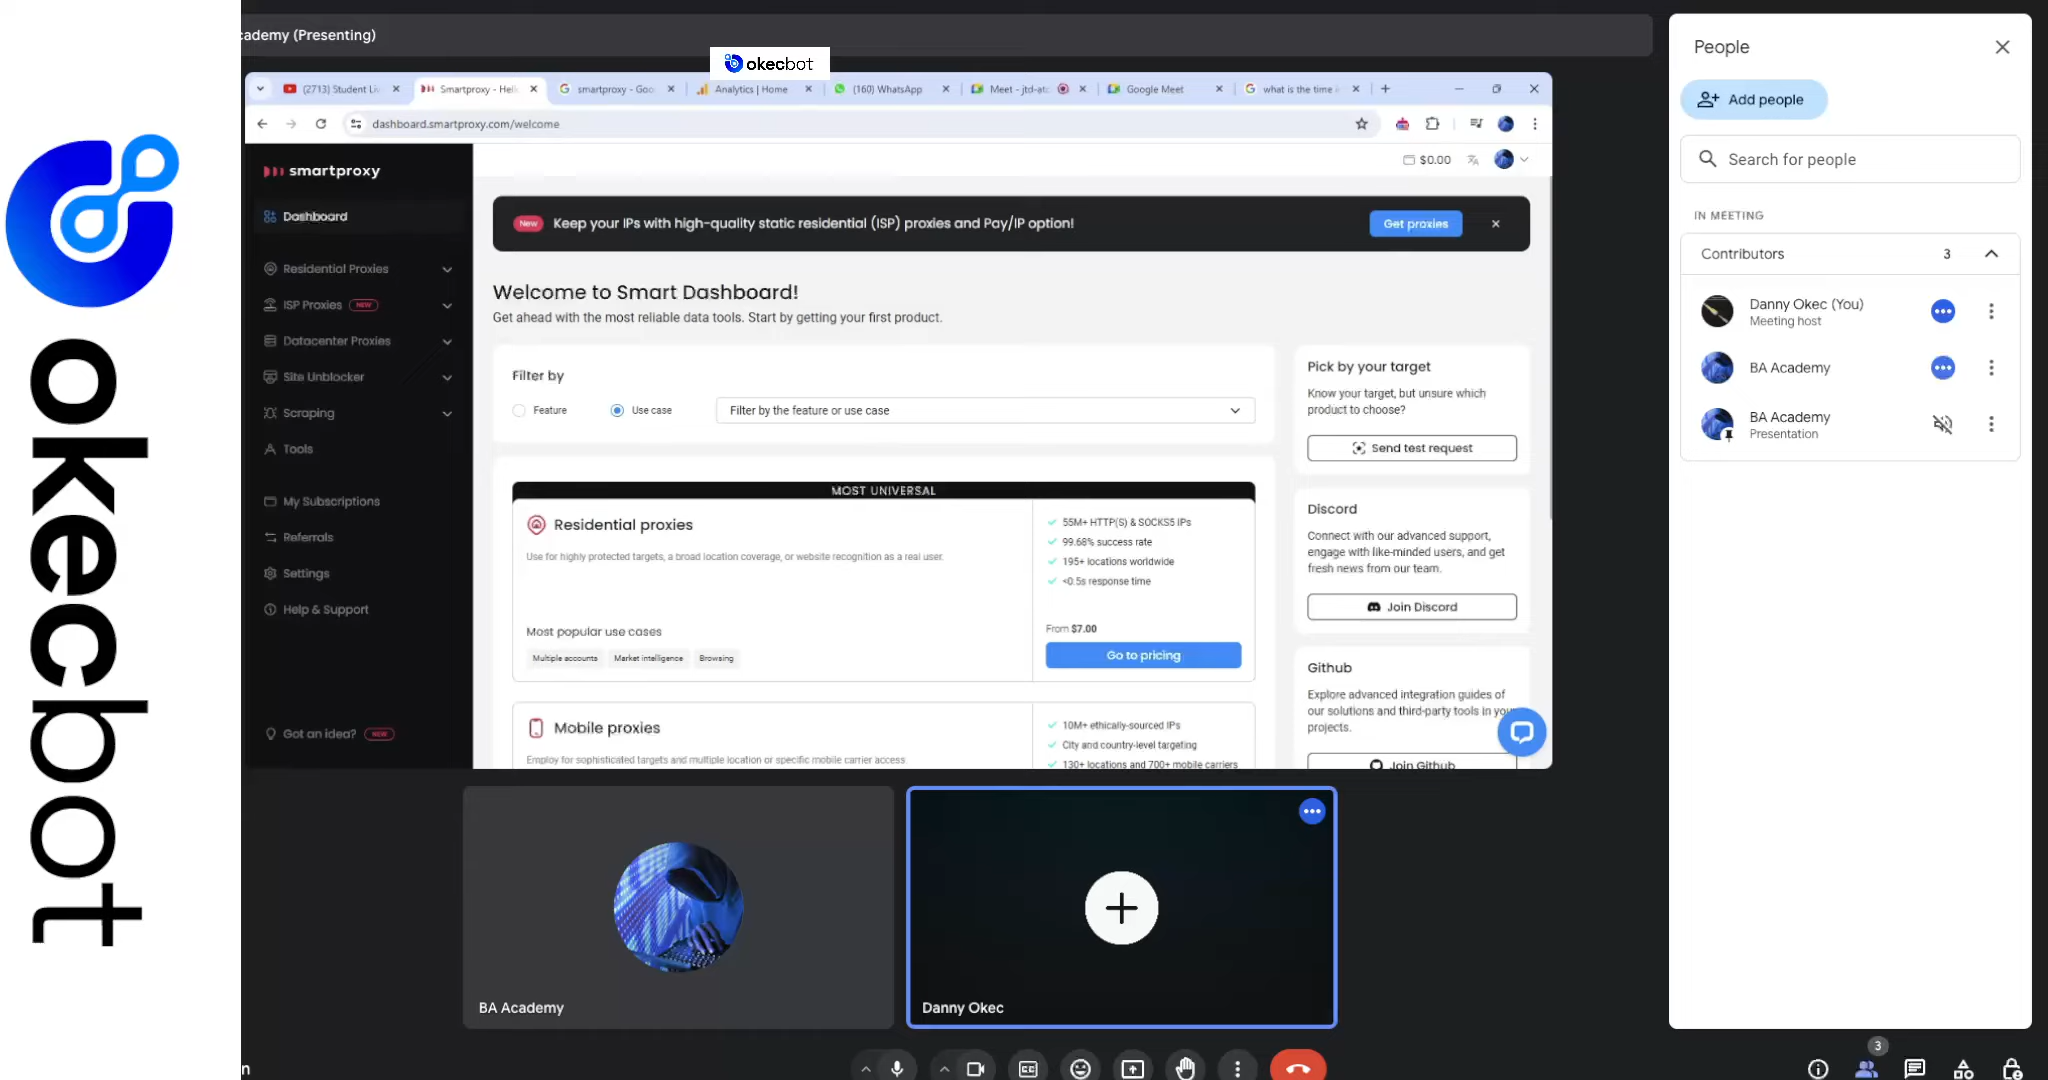 okecbot
cademy (Presenting)
okecbot
(2713) Student Li
Smartproxy - Hell
smartproxy - Goo
Analytics | Home
(160) WhatsApp
Meet - jtd-at
Google Meet
what is the time i
dashboard.smartproxy.com/welcome
smartproxy
$0.00
Dashboard
Residential Proxies
ISP Proxies NEW
Datacenter Proxies
Site Unblocker
Scraping
Tools
My Subscriptions
Referrals
Settings
Help & Support
Got an idea? NEW
New Keep your IPs with high-quality static residential (ISP) proxies and Pay/IP option!
Get proxies
Welcome to Smart Dashboard!
Get ahead with the most reliable data tools. Start by getting your first product.
Filter by
Feature
Use case
Filter by the feature or use case
MOST UNIVERSAL
Residential proxies
Use for highly protected targets, a broad location coverage, or website recognition as a real user.
Most popular use cases
Multiple accounts
Market intelligence
Browsing
55M+ HTTP(S) & SOCKS5 IPs
99.68% success rate
195+ locations worldwide
<0.5s response time
From $7.00
Go to pricing
Mobile proxies
Employ for sophisticated targets and multiple location or specific mobile carrier access
10M+ ethically-sourced IPs
City and country-level targeting
130+ locations and 700+ mobile carriers
Pick by your target
Know your target, but unsure which
product to choose?
Send test request
Discord
Connect with our advanced support,
engage with like-minded users, and get
fresh news from our team.
Join Discord
Github
Explore advanced integration guides of
our solutions and third-party tools in your
projects.
Join Github
BA Academy
Danny Okec
n
CC
People
Add people
Search for people
IN MEETING
Contributors 3
Danny Okec (You)
Meeting host
BA Academy
BA Academy
Presentation
3